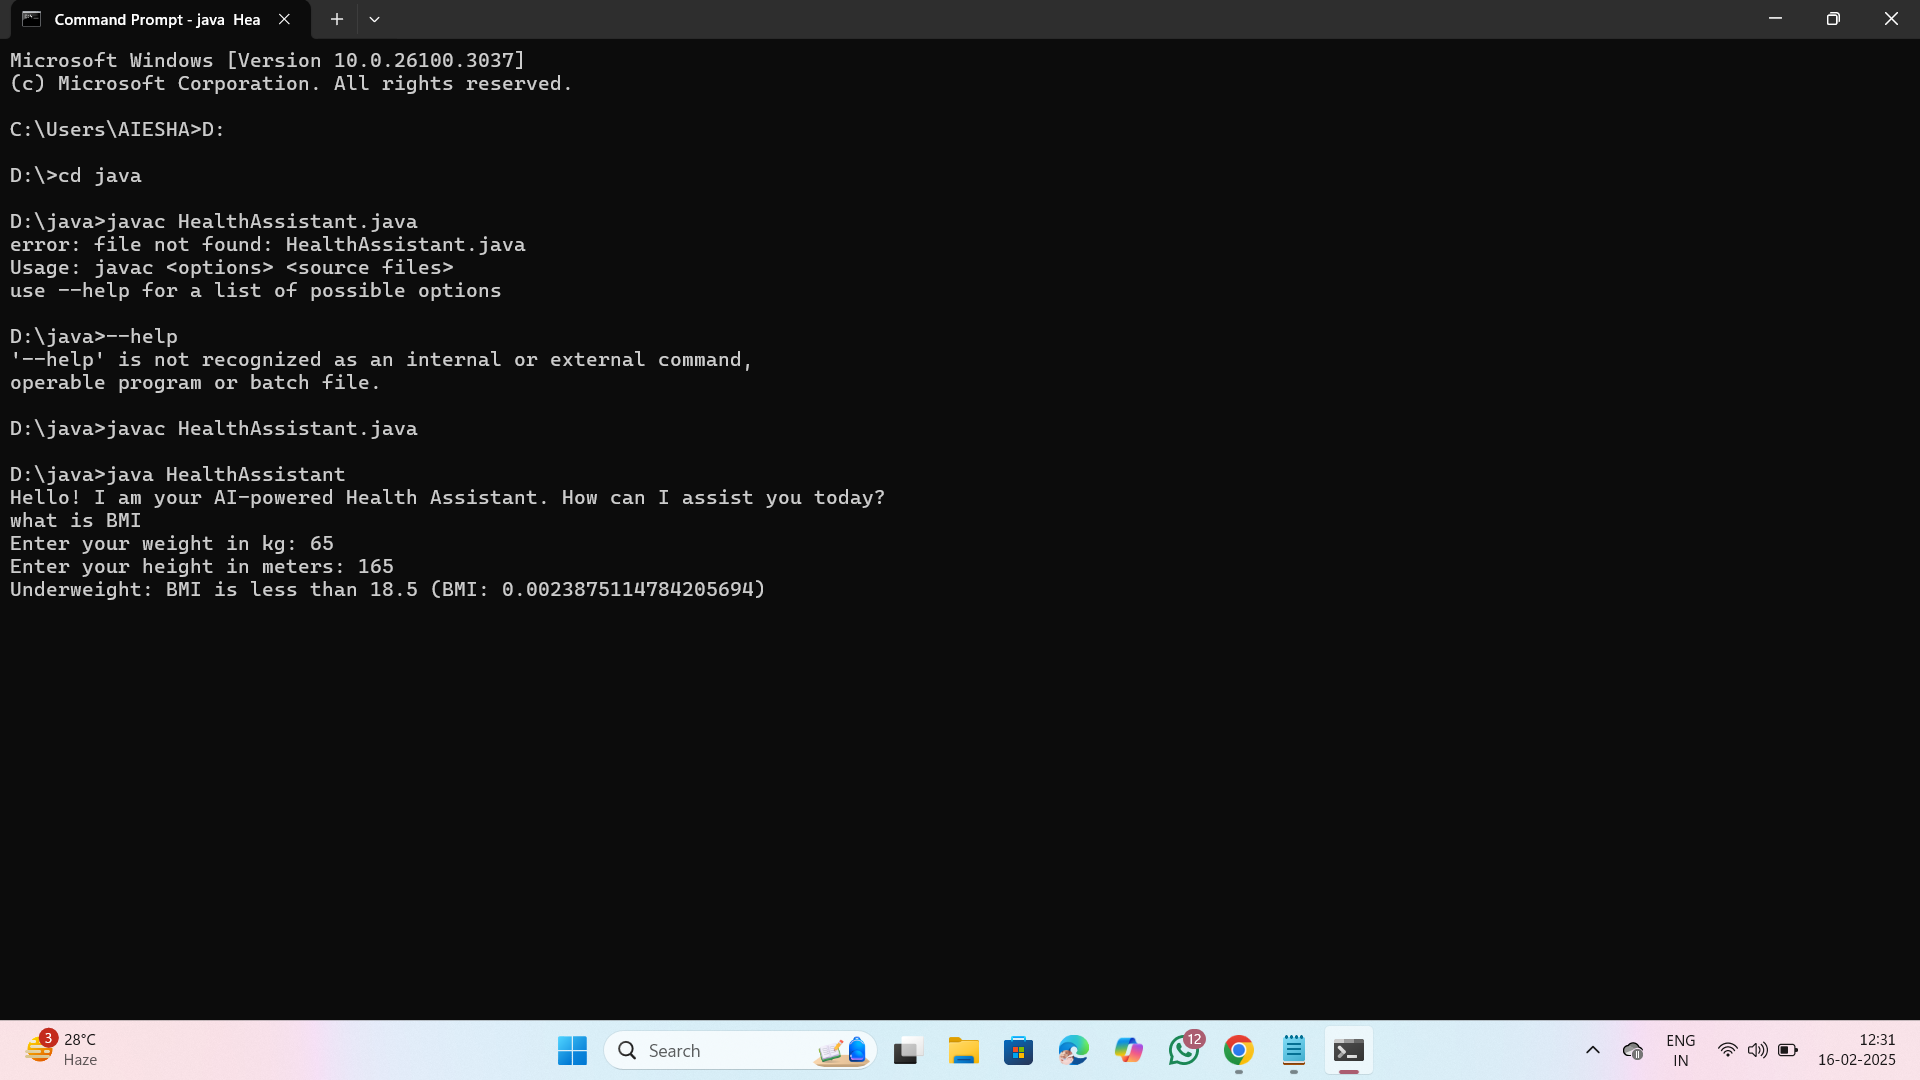 Command Prompt - java  Hea
Microsoft Windows [Version 10.0.26100.3037]
(c) Microsoft Corporation. All rights reserved.
C:\Users\AIESHA>D:
D:\>cd java
D:\java>javac HealthAssistant.java
error: file not found: HealthAssistant.java
Usage: javac <options> <source files>
use --help for a list of possible options
D:\java>--help
'--help' is not recognized as an internal or external command,
operable program or batch file.
D:\java>javac HealthAssistant.java
D:\java>java HealthAssistant
Hello! I am your AI-powered Health Assistant. How can I assist you today?
what is BMI
Enter your weight in kg: 65
Enter your height in meters: 165
Underweight: BMI is less than 18.5 (BMI: 0.0023875114784205694)
3
28°C
Haze
Search
12
ENG
IN
12:31
16-02-2025